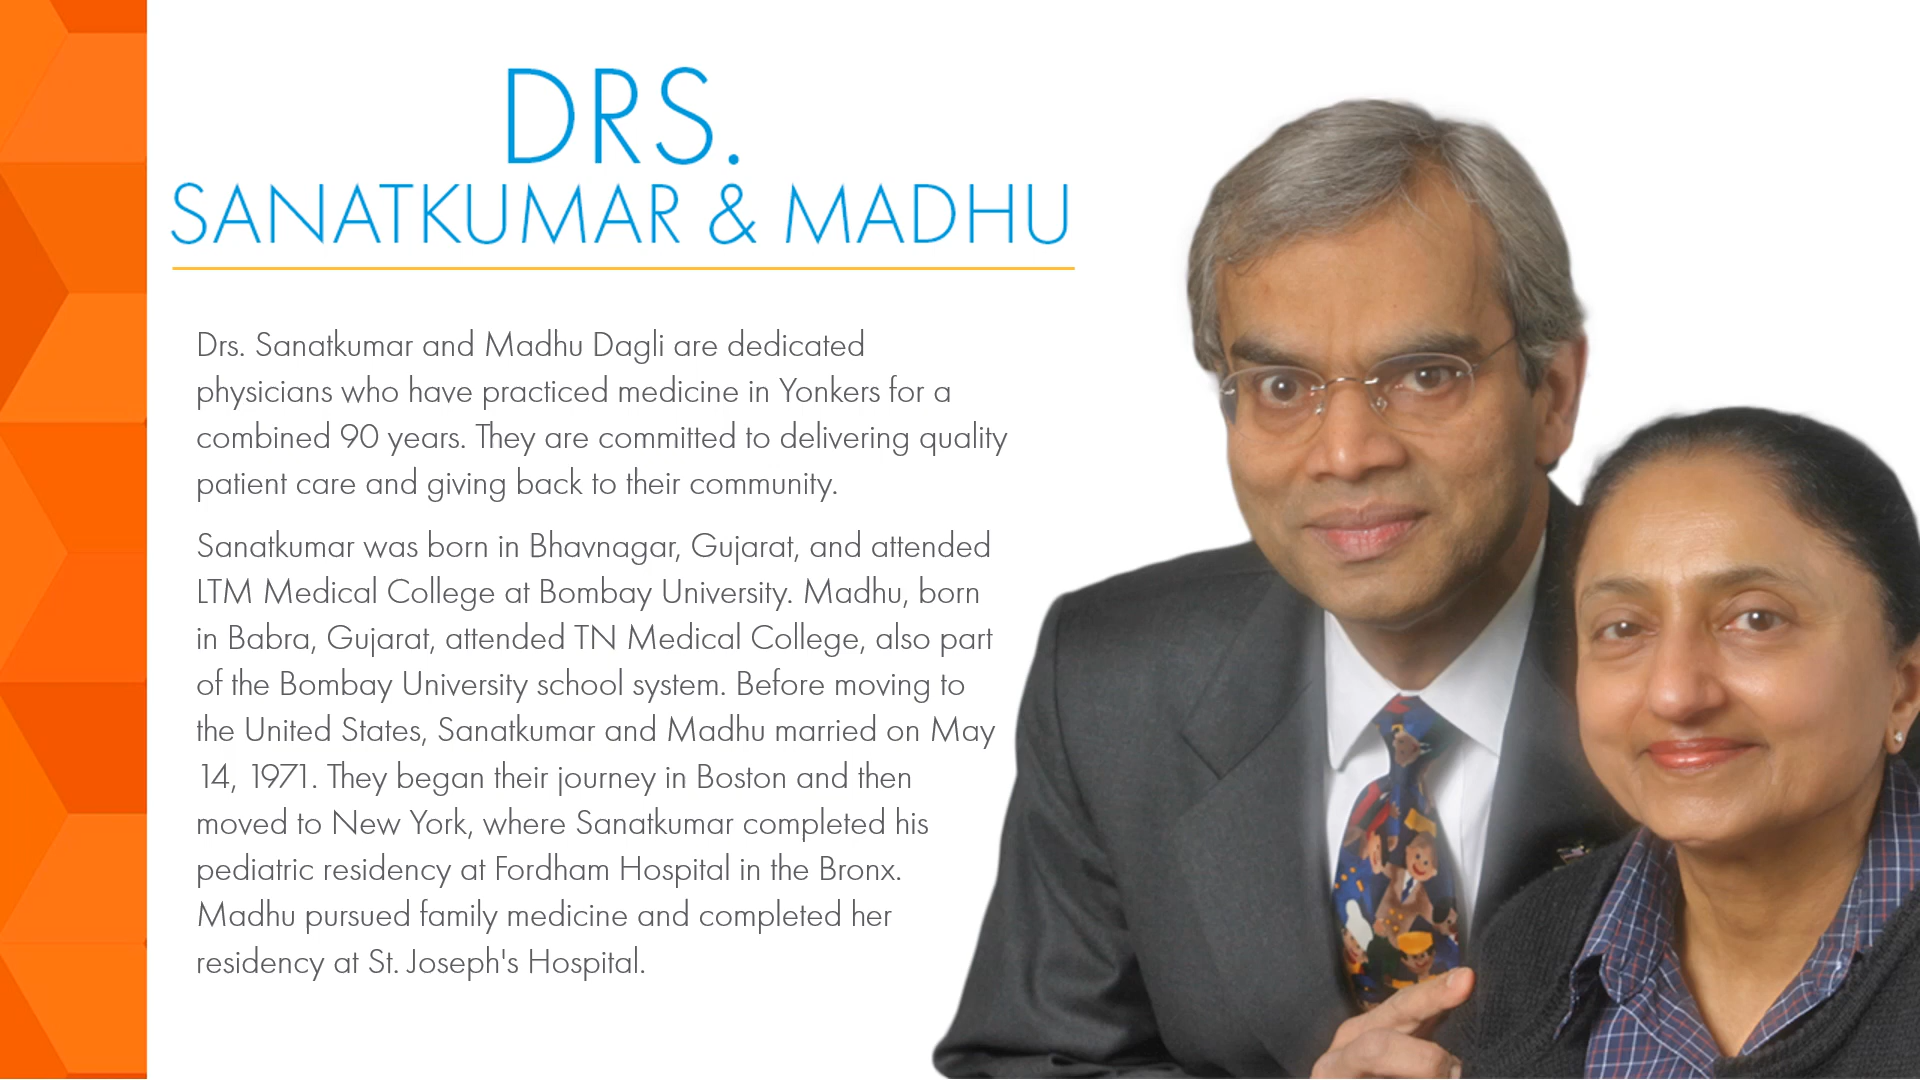 DRS.
SANATKUMAR & MADHU
Drs. Sanatkumar and Madhu Dagli are dedicated
physicians who have practiced medicine in Yonkers for a
combined 90 years. They are committed to delivering quality
patient care and giving back to their community.
Sanatkumar was born in Bhavnagar, Gujarat, and attended
LTM Medical College at Bombay University. Madhu, born
in Babra, Gujarat, attended TN Medical College, also part
of the Bombay University school system. Before moving to
the United States, Sanatkumar and Madhu married on May
14, 1971. They began their journey in Boston and then
moved to New York, where Sanatkumar completed his
pediatric residency at Fordham Hospital in the Bronx.
Madhu pursued family medicine and completed her
residency at St. Joseph's Hospital.